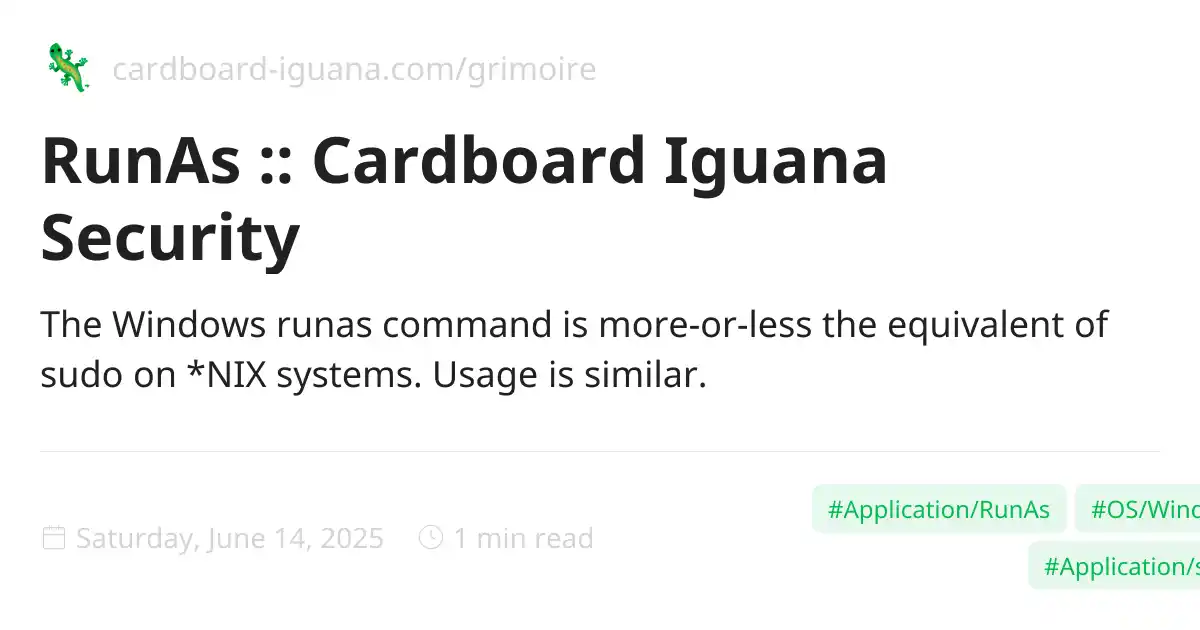 cardboard-iguana.com/grimoire
RunAs :: Cardboard Iguana
Security
The Windows runas command is more-or-less the equivalent of
sudo on *NIX systems. Usage is similar.
#Application/RunAs #OS/Wind
Saturday, June 14, 2025 1 min read
#Application/s